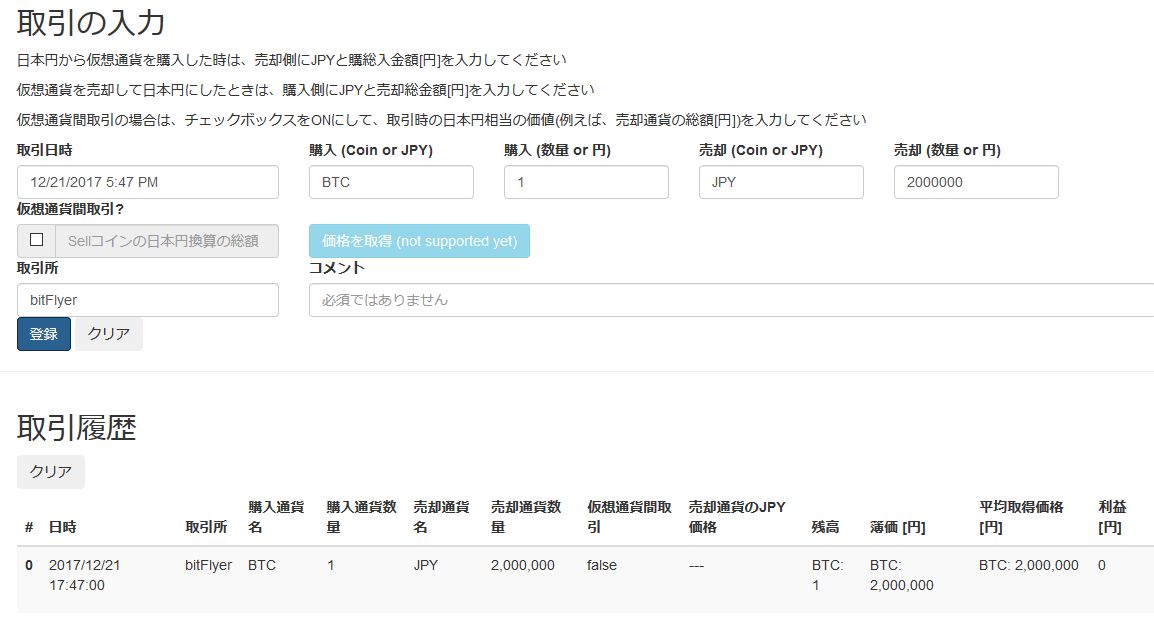 取引の入力
日本円から仮想通貨を購入した時は、売却側にJPYと購総入金額[円]を入力してください
仮想通貨を売却して日本円にしたときは、購入側にJPYと売却総金額[円]を入力してください
仮想通貨間取引の場合は、チェックボックスをONにして、取引時の日本円相当の価値(例えば、売却通貨の総額[円])を入力してください
取引日時 購入 (Coin or JPY) 購入 (数量 or 円) 売却 (Coin or JPY) 売却 (数量 or 円)
12/21/2017 5:47 PM BTC 1 JPY 2000000
仮想通貨間取引?
Sellコインの日本円換算の総額 価格を取得 (not supported yet)
取引所 コメント
bitFlyer 必須ではありません
登録 クリア
取引履歴
クリア
購入通貨 購入通貨数 売却通貨 売却通貨数 仮想通貨間取 売却通貨のJPY 平均取得価格 利益
# 日時 取引所 名 量 名 量 引 価格 残高 簿価 [円] [円] [円]
0 2017/12/21 bitFlyer BTC 1 JPY 2,000,000 false --- BTC: BTC: BTC: 2,000,000 0
17:47:00 1 2,000,000